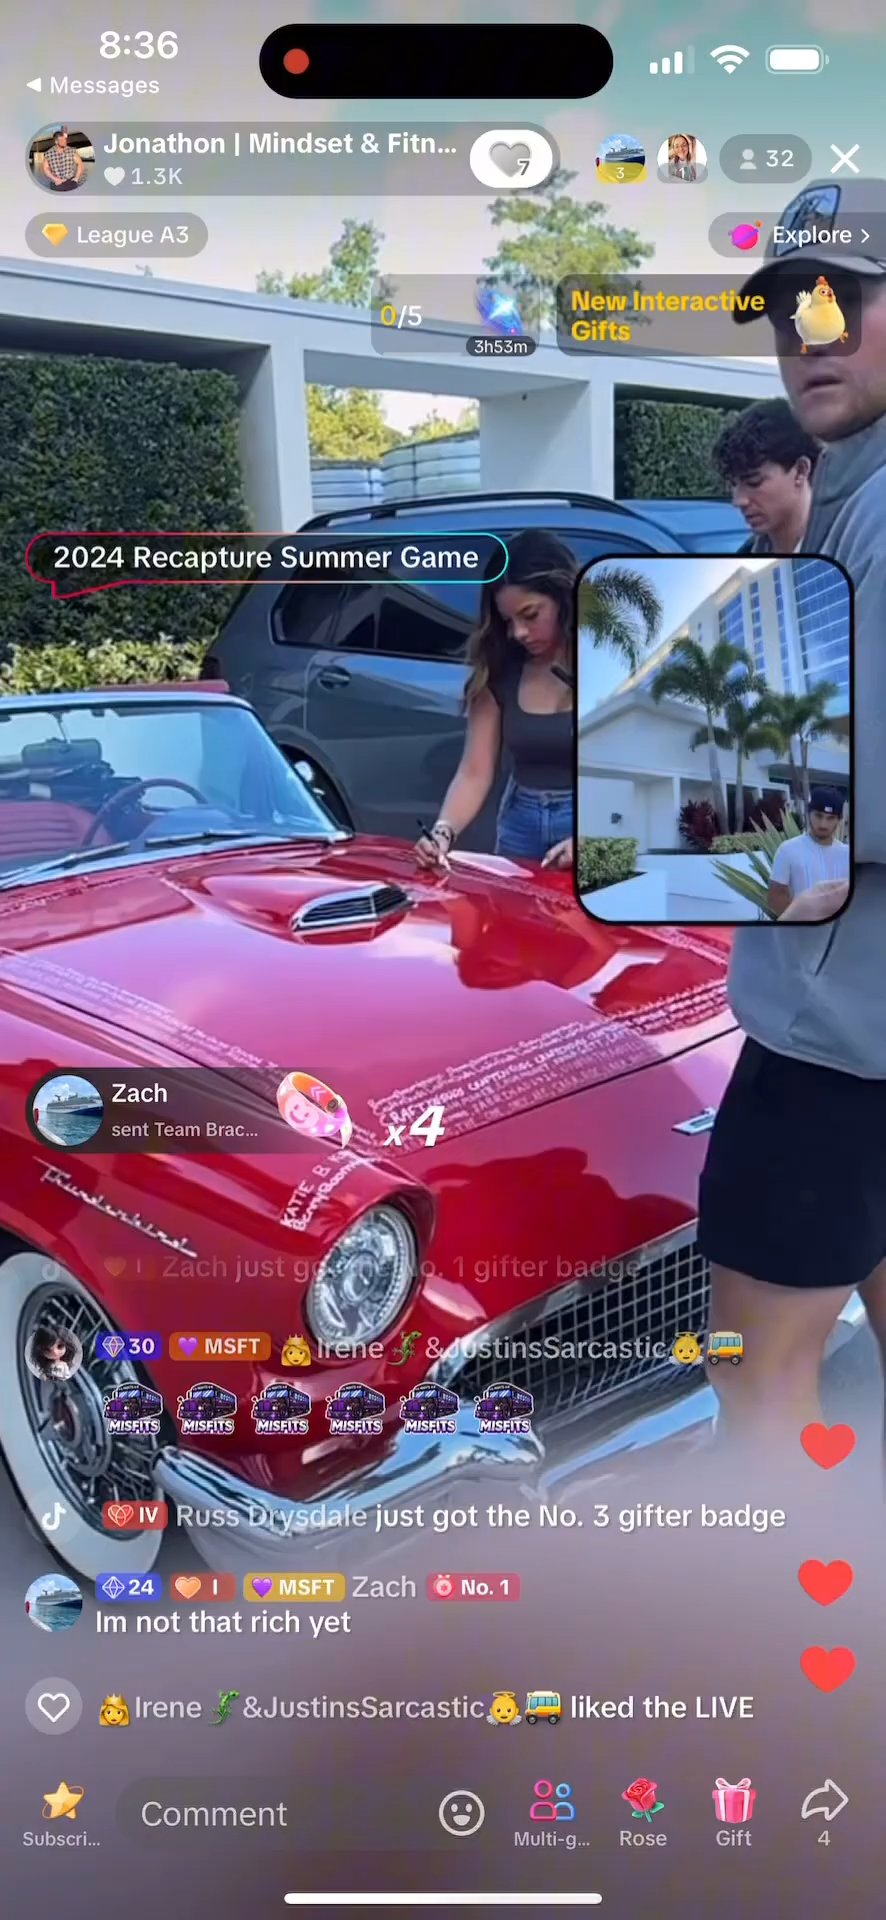 8:36
Messages
Jonathon | Mindset & Fitn...
1.3K
7
3
1
32
League A3
Explore
0/5
3h53m
New Interactive
Gifts
2024 Recapture Summer Game
Zach
sent Team Brac...
x4
KATIE B
Thunderbird
I Zach just got the No. 1 gifter badge
30 MSFT Irene &JustinsSarcastic
MISFITS MISFITS MISFITS MISFITS MISFITS MISFITS
IV Russ Drysdale just got the No. 3 gifter badge
24 I MSFT Zach No. 1
Im not that rich yet
Irene &JustinsSarcastic liked the LIVE
Subscri...
Comment
Multi-g...
Rose
Gift
4